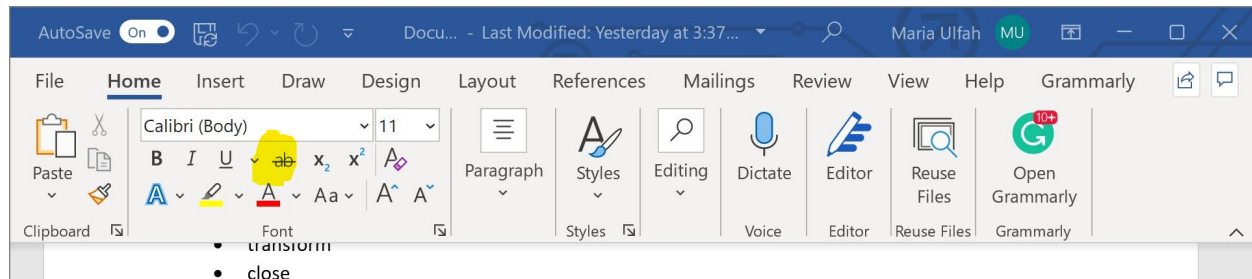 AutoSave On Docu... - Last Modified: Yesterday at 3:37... Maria Ulfah MU
File Home Insert Draw Design Layout References Mailings Review View Help Grammarly
Calibri (Body) 11
B I U ab x₂ x² A
A A Aa A^ Aˇ
Paste
Paragraph
Styles
Editing
Dictate
Editor
Reuse
Files
10+
G
Open
Grammarly
Clipboard Font Styles Voice Editor Reuse Files Grammarly
• transform
• close